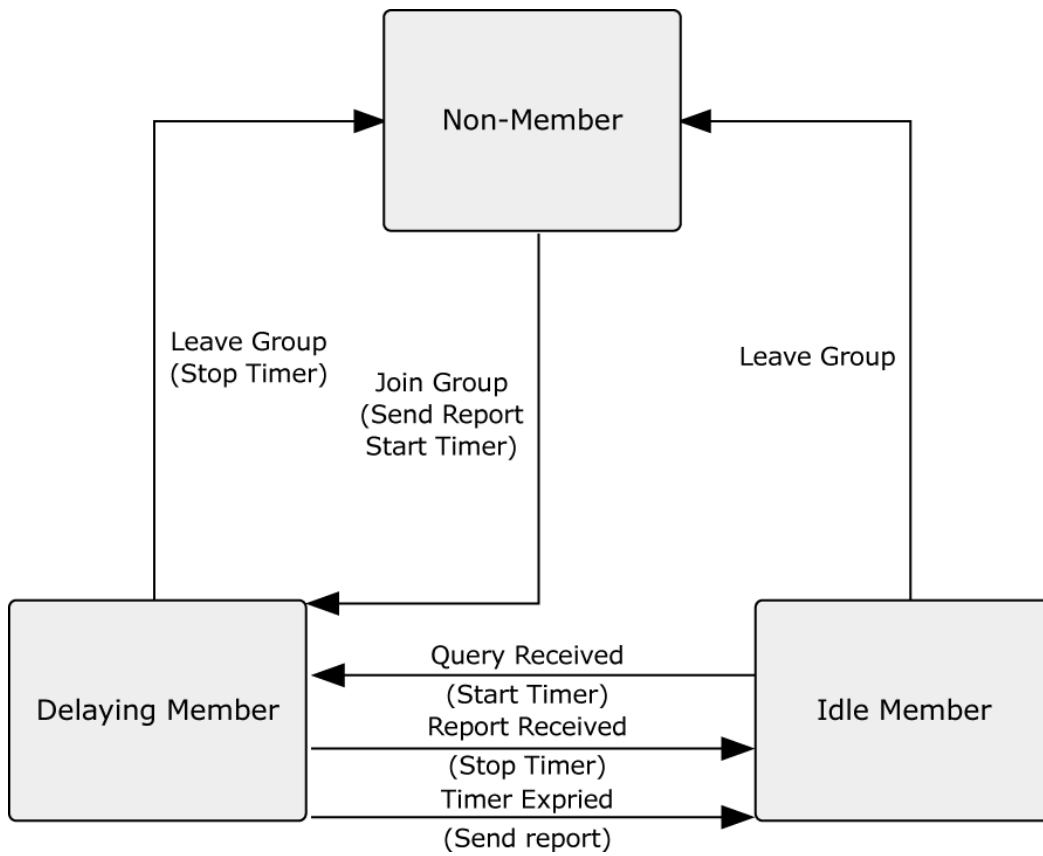 Non-Member
Leave Group
(Stop Timer)
Join Group
(Send Report
Start Timer)
Leave Group
Delaying Member
Query Received
(Start Timer)
Report Received
(Stop Timer)
Timer Expried
(Send report)
Idle Member